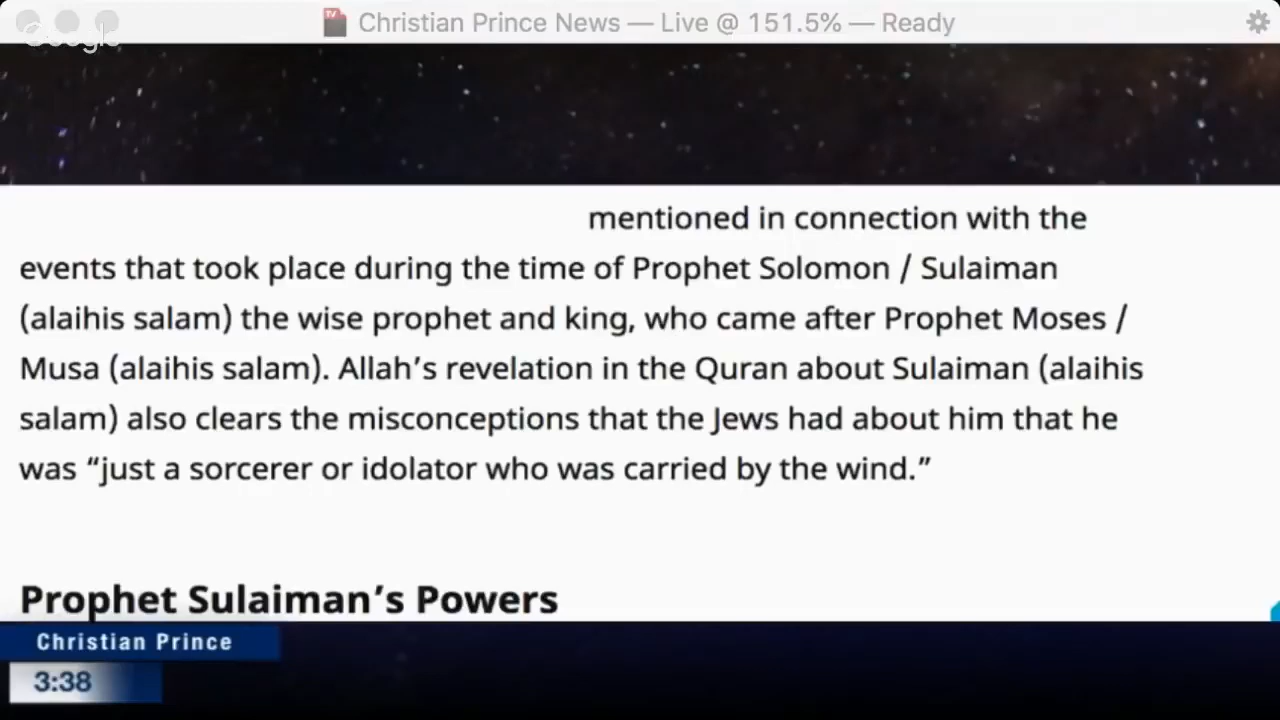 Christian Prince News — Live @ 151.5% — Ready
Google
mentioned in connection with the
events that took place during the time of Prophet Solomon / Sulaiman
(alaihis salam) the wise prophet and king, who came after Prophet Moses /
Musa (alaihis salam). Allah’s revelation in the Quran about Sulaiman (alaihis
salam) also clears the misconceptions that the Jews had about him that he
was “just a sorcerer or idolator who was carried by the wind.”
Prophet Sulaiman’s Powers
Christian Prince
3:38